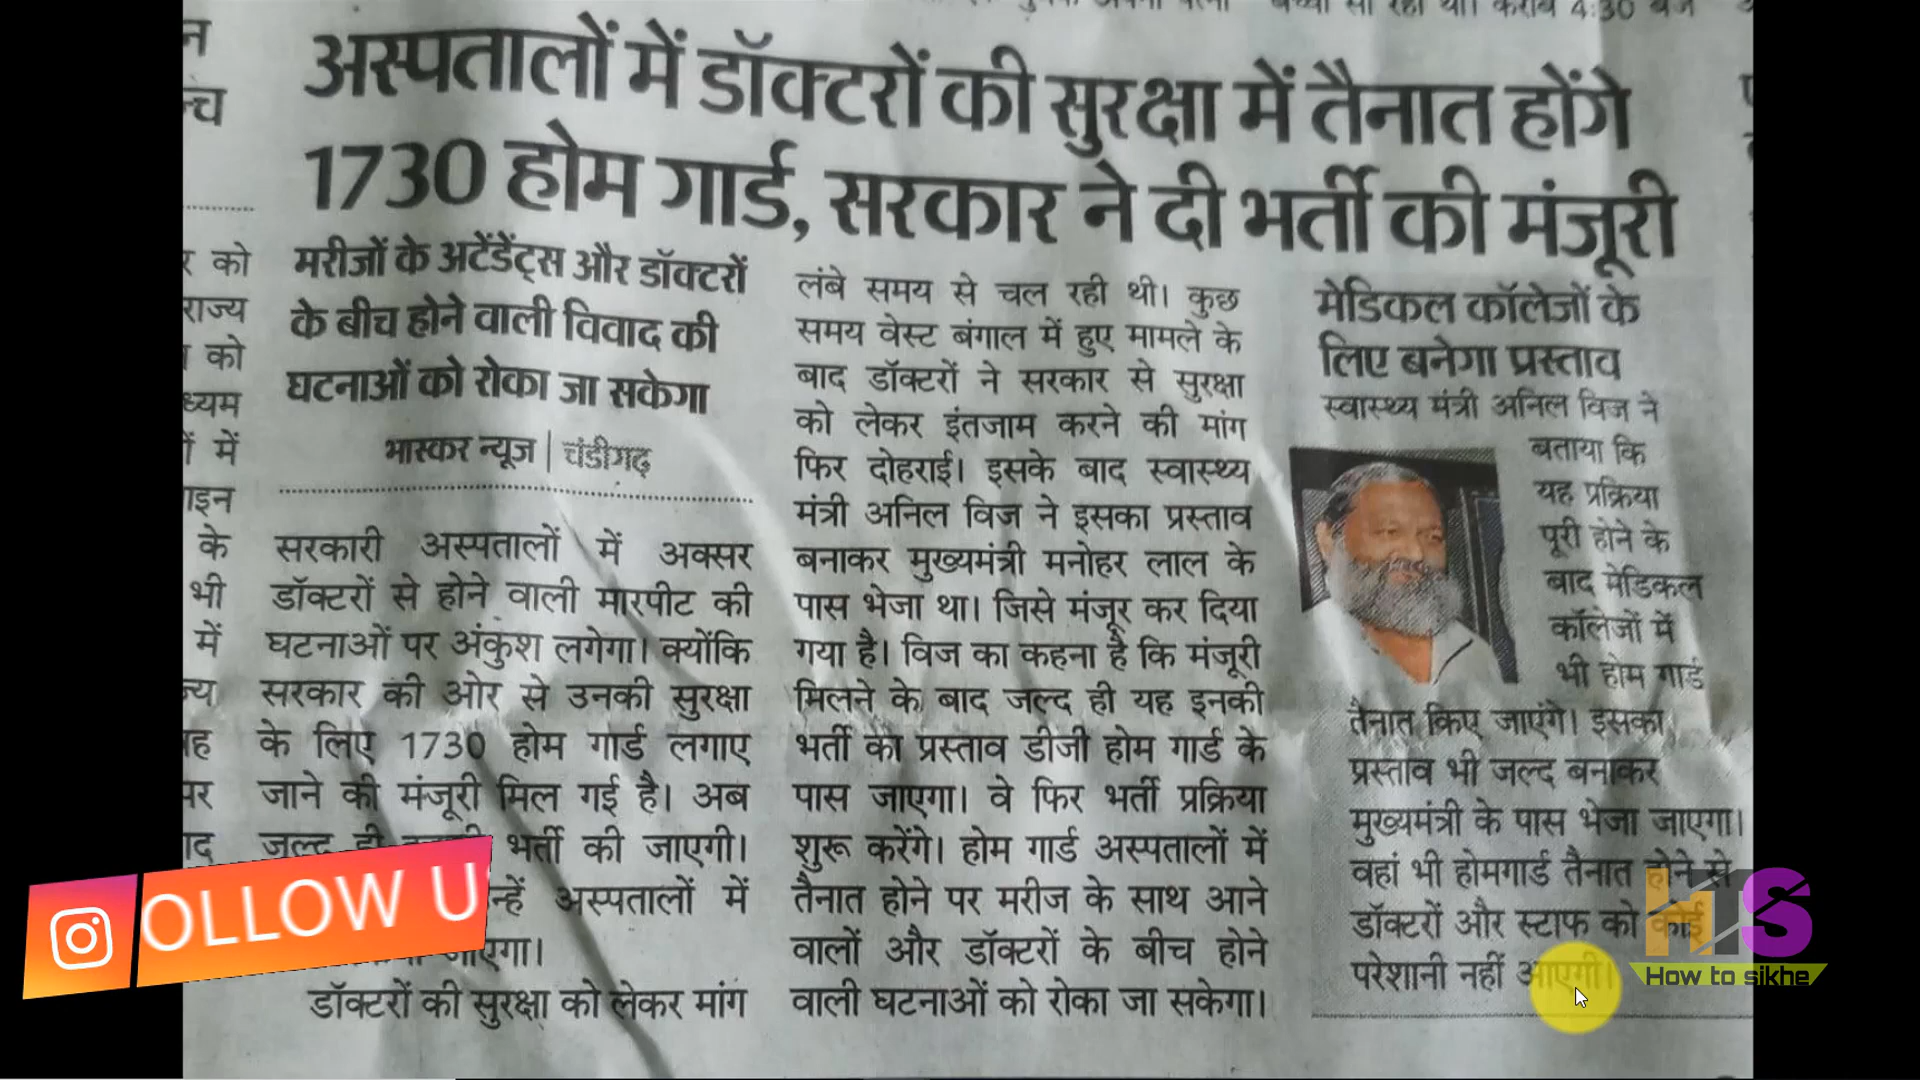 अस्पतालों में डॉक्टरों की सुरक्षा में तैनात होंगे
1730 होम गार्ड, सरकार ने दी भर्ती की मंजूरी
मरीजों के अटेंडेंट्स और डॉक्टरों
के बीच होने वाली विवाद की
घटनाओं को रोका जा सकेगा
भास्कर न्यूज | चंडीगढ़
सरकारी अस्पतालों में अक्सर
डॉक्टरों से होने वाली मारपीट की
घटनाओं पर अंकुश लगेगा। क्योंकि
सरकार की ओर से उनकी सुरक्षा
के लिए 1730 होम गार्ड लगाए
जाने की मंजूरी मिल गई है। अब
जल्द ही भर्ती की जाएगी।
अस्पतालों में
डॉक्टरों की सुरक्षा को लेकर मांग
लंबे समय से चल रही थी। कुछ
समय वेस्ट बंगाल में हुए मामले के
बाद डॉक्टरों ने सरकार से सुरक्षा
को लेकर इंतजाम करने की मांग
फिर दोहराई। इसके बाद स्वास्थ्य
मंत्री अनिल विज ने इसका प्रस्ताव
बनाकर मुख्यमंत्री मनोहर लाल के
पास भेजा था। जिसे मंजूर कर दिया
गया है। विज का कहना है कि मंजूरी
मिलने के बाद जल्द ही यह इनकी
भर्ती का प्रस्ताव डीजी होम गार्ड के
पास जाएगा। वे फिर भर्ती प्रक्रिया
शुरू करेंगे। होम गार्ड अस्पतालों में
तैनात होने पर मरीज के साथ आने
वालों और डॉक्टरों के बीच होने
वाली घटनाओं को रोका जा सकेगा।
मेडिकल कॉलेजों के
लिए बनेगा प्रस्ताव
स्वास्थ्य मंत्री अनिल विज ने
बताया कि
यह प्रक्रिया
पूरी होने के
बाद मेडिकल
कॉलेजों में
भी होम गार्ड
तैनात किए जाएंगे। इसका
प्रस्ताव भी जल्द बनाकर
मुख्यमंत्री के पास भेजा जाएगा।
वहां भी होमगार्ड तैनात होने से
डॉक्टरों और स्टाफ को कोई
परेशानी नहीं आएगी।
OLLOW U
HTS
How to sikhe